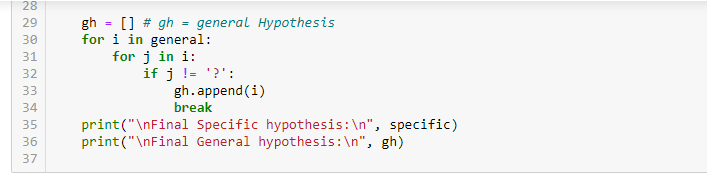 28
29 gh = [] # gh = general Hypothesis
30 for i in general:
31 for j in i:
32 if j != '?':
33 gh.append(i)
34 break
35 print("\nFinal Specific hypothesis:\n", specific)
36 print("\nFinal General hypothesis:\n", gh)
37